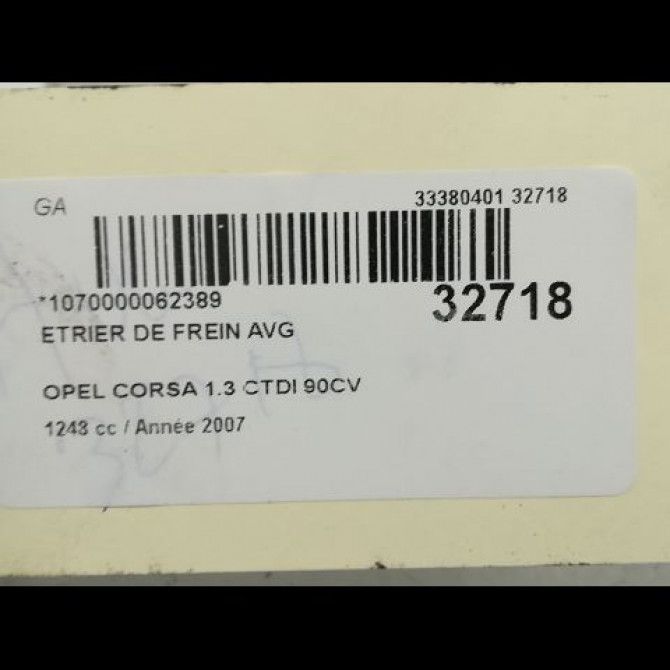 GA
33380401 32718
*1070000062389
32718
ETRIER DE FREIN AVG
OPEL CORSA 1.3 CTDI 90CV
1248 cc / Année 2007